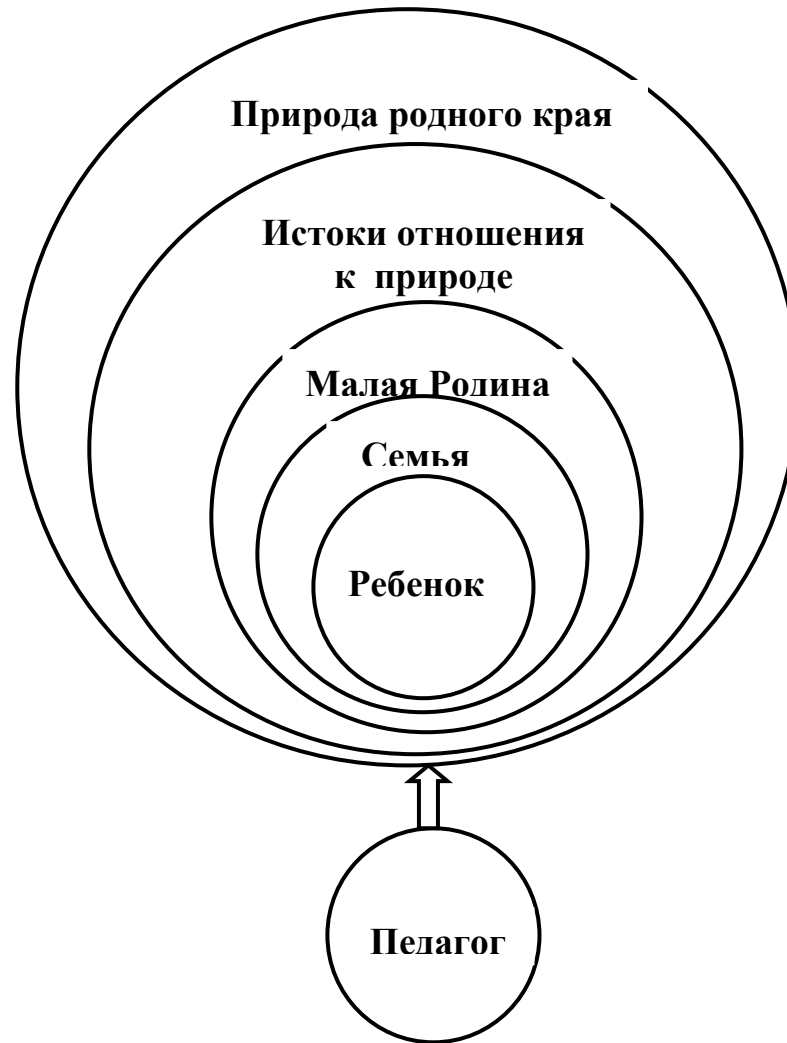 Природа родного края
Истоки отношения
к природе
Малая Родина
Семья
Ребенок
Педагог